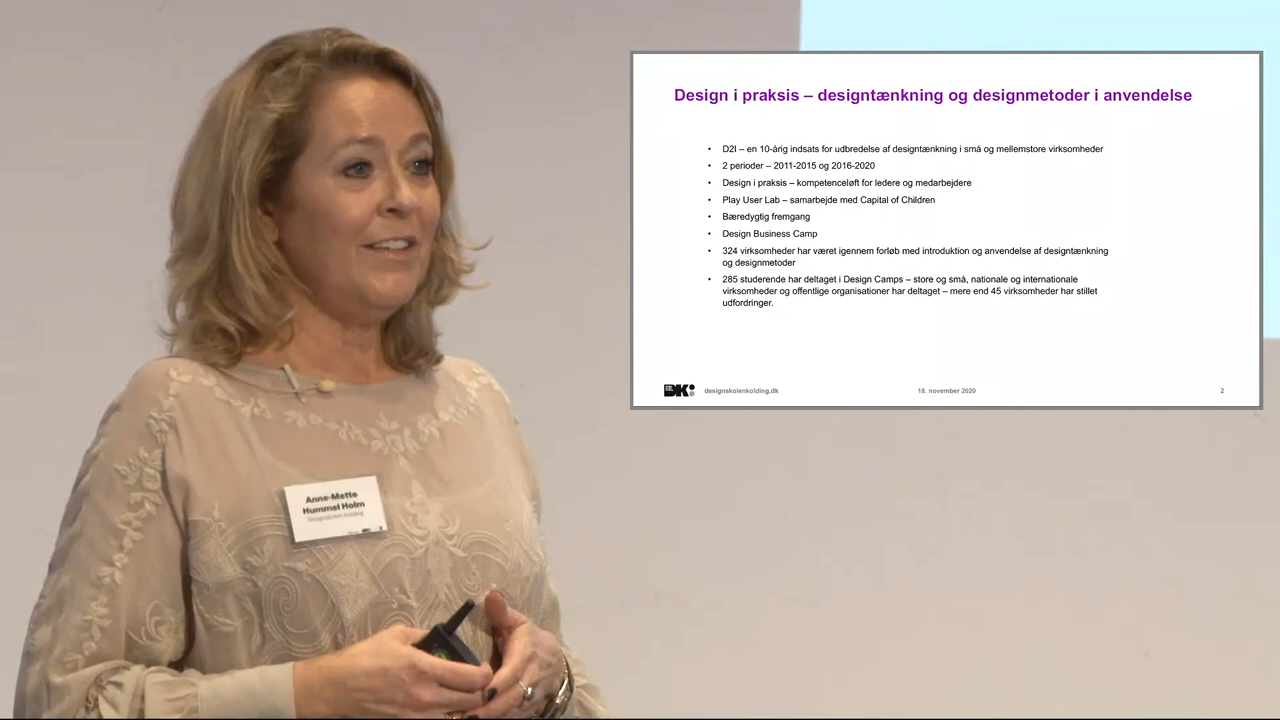 Design i praksis – designtænkning og designmetoder i anvendelse
• D2I – en 10-årig indsats for udbredelse af designtænkning i små og mellemstore virksomheder
• 2 perioder – 2011-2015 og 2016-2020
• Design i praksis – kompetenceløft for ledere og medarbejdere
• Play User Lab – samarbejde med Capital of Children
• Bæredygtig fremgang
• Design Business Camp
• 324 virksomheder har været igennem forløb med introduktion og anvendelse af designtænkning
og designmetoder
• 285 studerende har deltaget i Design Camps – store og små, nationale og internationale
virksomheder og offentlige organisationer har deltaget – mere end 45 virksomheder har stillet
udfordringer.
DK:
designskolenkolding.dk
18. november 2020
2
Anne-Mette
Hummel Holm
Designskolen Kolding